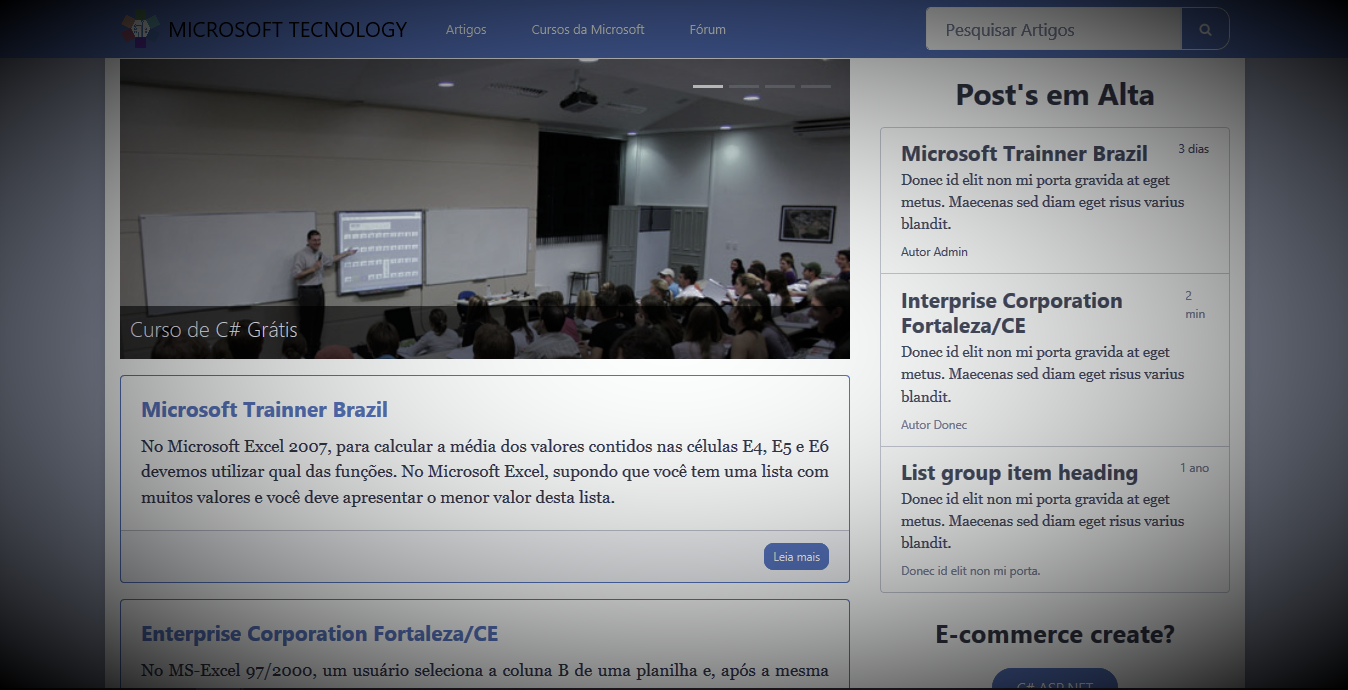 MICROSOFT TECNOLOGY
Artigos
Cursos da Microsoft
Fórum
Pesquisar Artigos
Curso de C# Grátis
Microsoft Trainner Brazil
No Microsoft Excel 2007, para calcular a média dos valores contidos nas células E4, E5 e E6
devemos utilizar qual das funções. No Microsoft Excel, supondo que você tem uma lista com
muitos valores e você deve apresentar o menor valor desta lista.
Leia mais
Enterprise Corporation Fortaleza/CE
No MS-Excel 97/2000, um usuário seleciona a coluna B de uma planilha e, após a mesma
Post's em Alta
Microsoft Trainner Brazil
3 dias
Donec id elit non mi porta gravida at eget
metus. Maecenas sed diam eget risus varius
blandit.
Autor Admin
Interprise Corporation
Fortaleza/CE
2
min
Donec id elit non mi porta gravida at eget
metus. Maecenas sed diam eget risus varius
blandit.
Autor Donec
List group item heading
1 ano
Donec id elit non mi porta gravida at eget
metus. Maecenas sed diam eget risus varius
blandit.
Donec id elit non mi porta.
E-commerce create?
C# ASP.NET